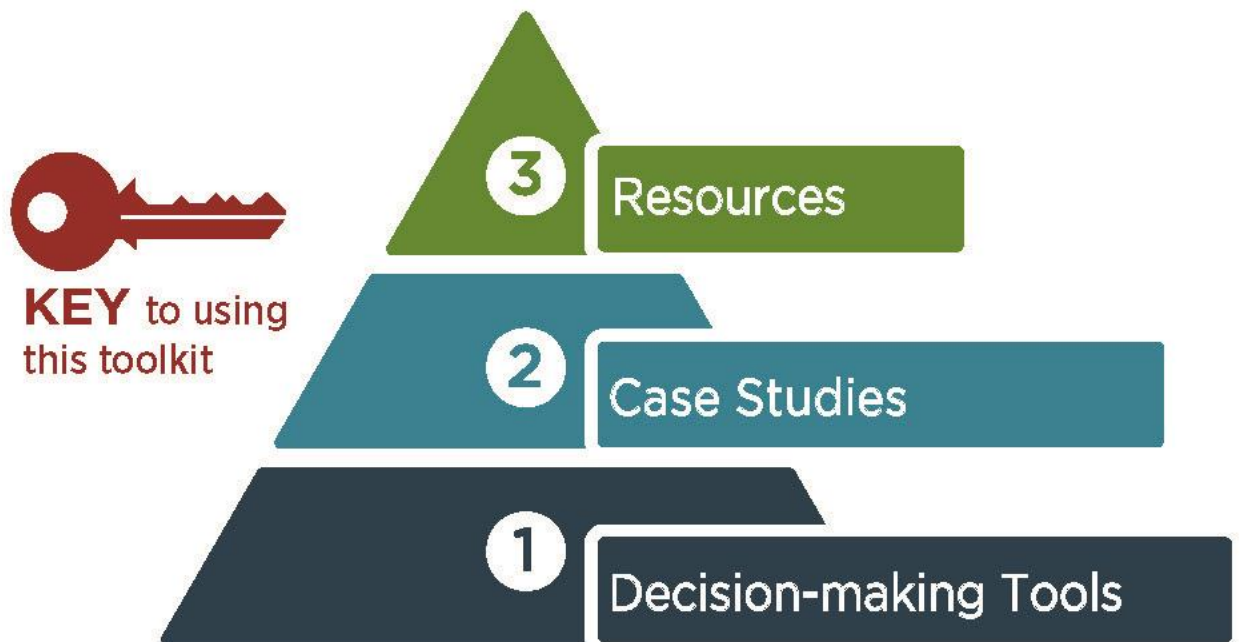 3
Resources
KEY to using
this toolkit
2
Case Studies
1
Decision-making Tools